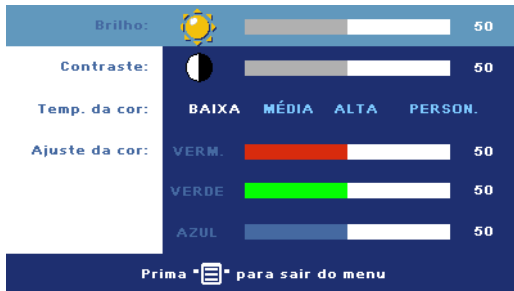 Brilho: 50
Contraste: 50
Temp. da cor: BAIXA MÉDIA ALTA PERSON.
Ajuste da cor: VERM. 50
VERDE 50
AZUL 50
Prima "" para sair do menu